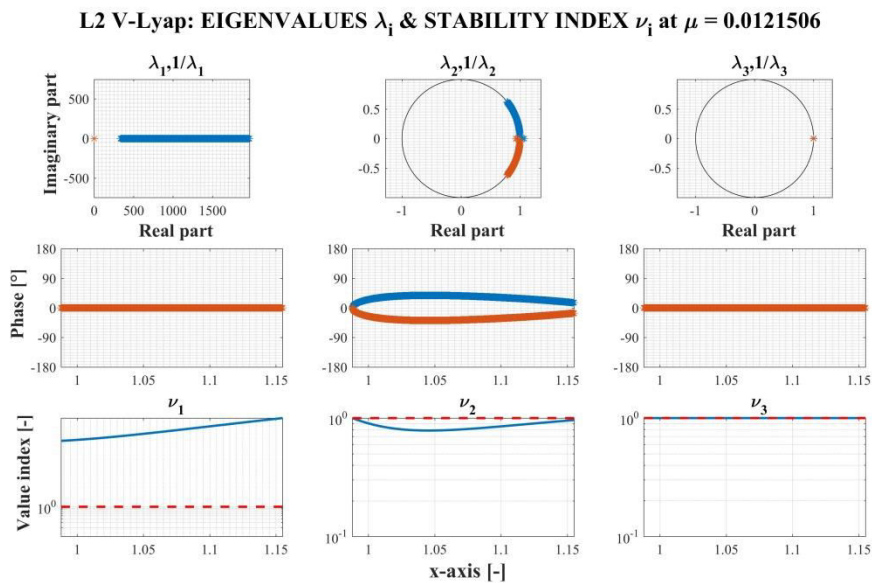 L2 V-Lyap: EIGENVALUES λi & STABILITY INDEX νi at μ = 0.0121506
λ1,1/λ1
λ2,1/λ2
λ3,1/λ3
Imaginary part
500
0
-500
0 500 1000 1500
Real part
0.5
0
-0.5
-1 0 1
Real part
0.5
0
-0.5
-1 0 1
Real part
Phase [°]
180
90
0
-90
-180
1 1.05 1.1 1.15
180
90
0
-90
-180
1 1.05 1.1 1.15
180
90
0
-90
-180
1 1.05 1.1 1.15
ν1
ν2
ν3
Value index [-]
10^0
1 1.05 1.1 1.15
10^0
10^-1
1 1.05 1.1 1.15
10^0
10^-1
1 1.05 1.1 1.15
x-axis [-]